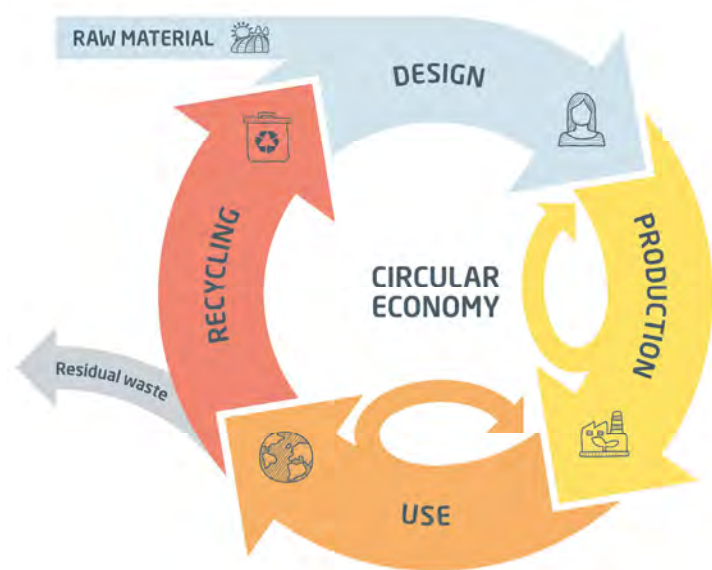 RAW MATERIAL
DESIGN
PRODUCTION
CIRCULAR
ECONOMY
RECYCLING
Residual waste
USE